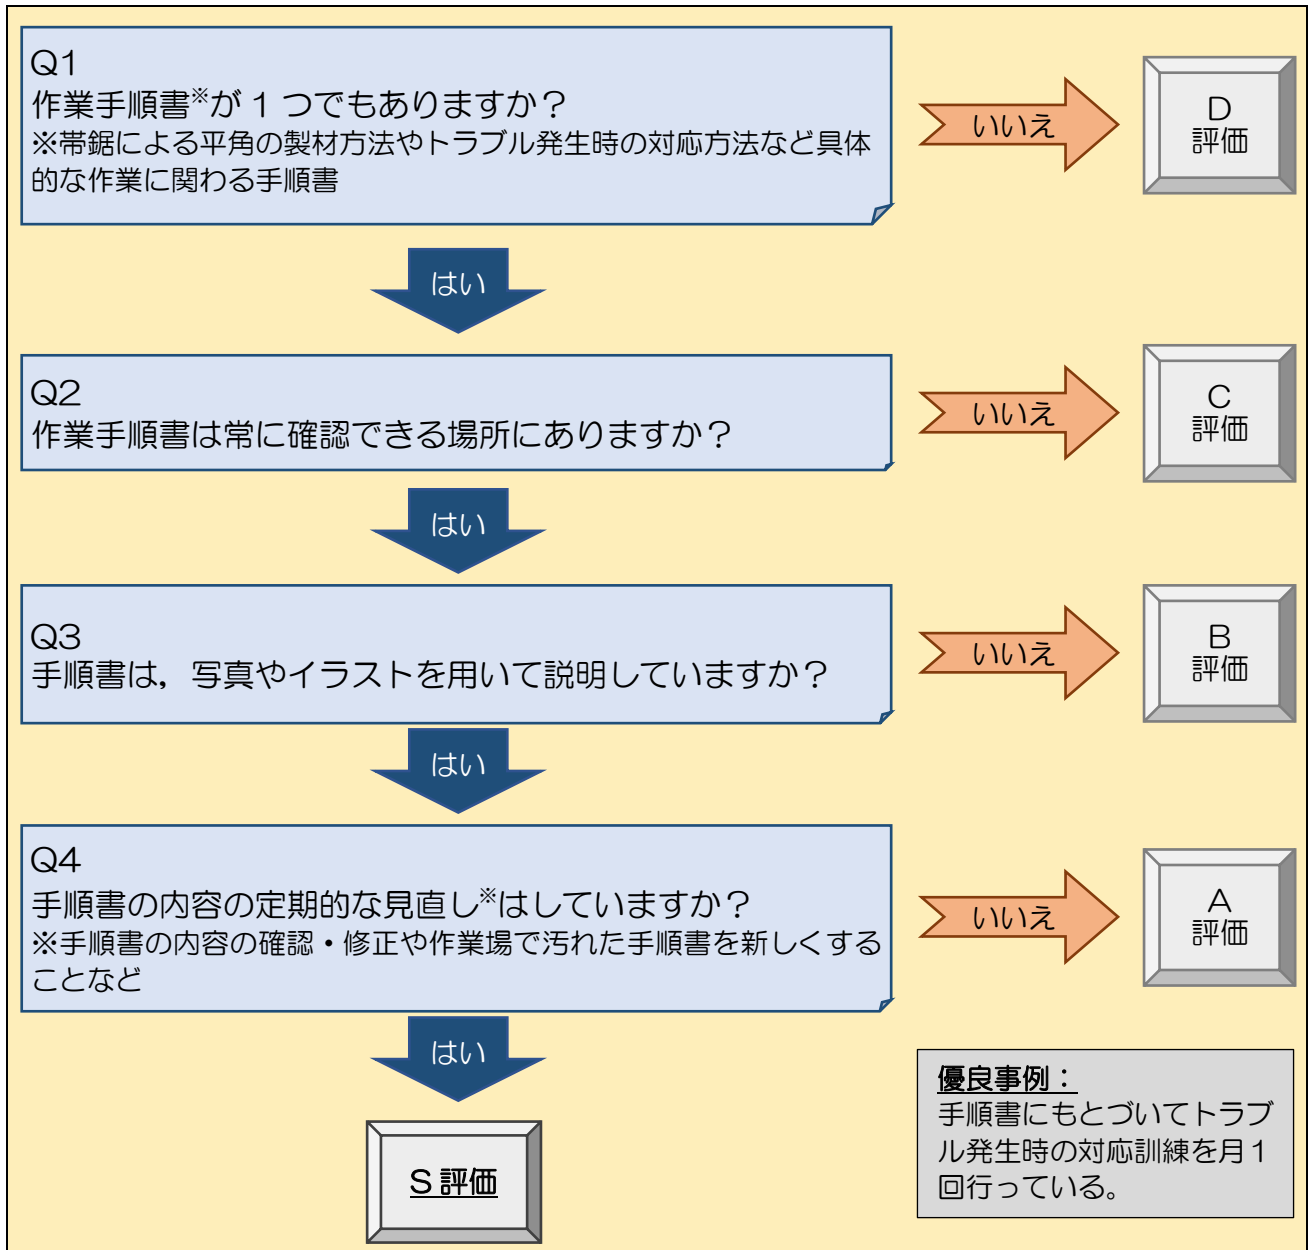 Q1
作業手順書※が 1 つでもありますか？
※帯鋸による平角の製材方法やトラブル発生時の対応方法など具体
的な作業に関わる手順書
いいえ
D
評価
はい
Q2
作業手順書は常に確認できる場所にありますか？
いいえ
C
評価
はい
Q3
手順書は，写真やイラストを用いて説明していますか？
いいえ
B
評価
はい
Q4
手順書の内容の定期的な見直し※はしていますか？
※手順書の内容の確認・修正や作業場で汚れた手順書を新しくする
ことなど
いいえ
A
評価
はい
S 評価
優良事例：
手順書にもとづいてトラブ
ル発生時の対応訓練を月１
回行っている。